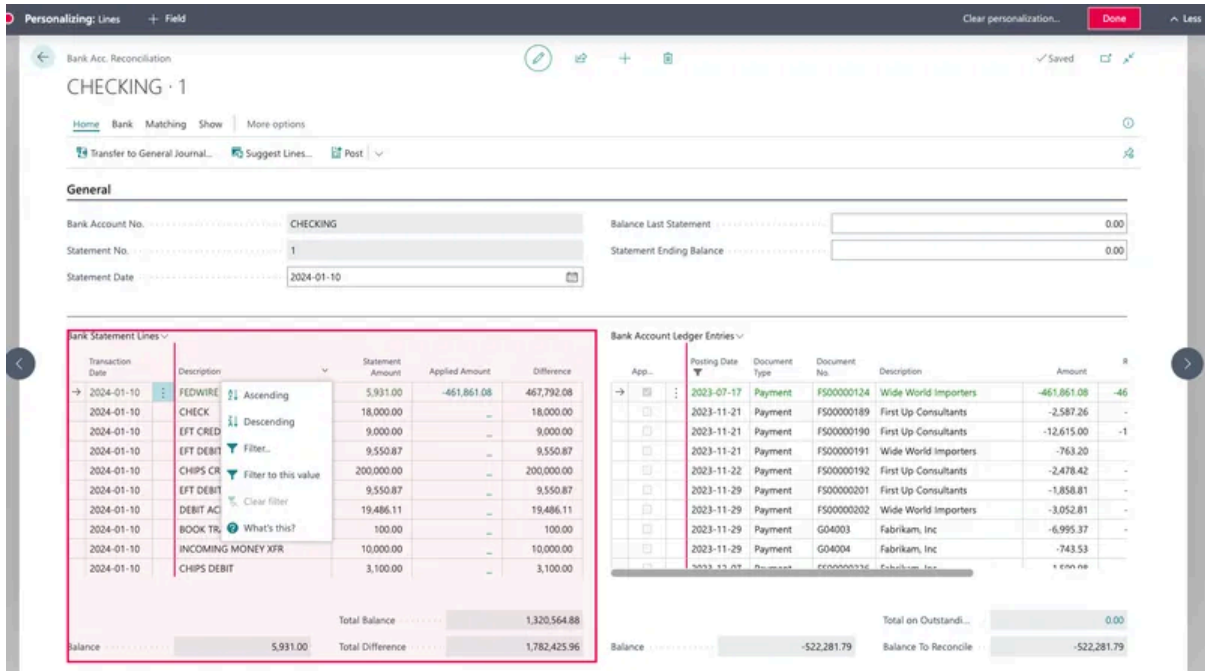 Personalizing: Lines + Field Clear personalization... Done Less
Bank Acc. Reconciliation Saved
CHECKING · 1
Home Bank Matching Show More options
Transfer to General Journal... Suggest Lines... Post
General
Bank Account No. CHECKING Balance Last Statement 0.00
Statement No. 1 Statement Ending Balance 0.00
Statement Date 2024-01-10
Bank Statement Lines Bank Account Ledger Entries
Transaction Date Description Statement Amount Applied Amount Difference App... Posting Date Document Type Document No. Description Amount R
2024-01-10 FEDWIRE 5,931.00 -461,861.08 467,792.08 2023-07-17 Payment FS00000124 Wide World Importers -461,861.08 -46
2024-01-10 CHECK 18,000.00 _ 18,000.00 2023-11-21 Payment FS00000189 First Up Consultants -2,587.26 -
2024-01-10 EFT CRED 9,000.00 _ 9,000.00 2023-11-21 Payment FS00000190 First Up Consultants -12,615.00 -1
2024-01-10 EFT DEBIT 9,550.87 _ 9,550.87 2023-11-21 Payment FS00000191 Wide World Importers -763.20 -
2024-01-10 CHIPS CR 200,000.00 _ 200,000.00 2023-11-22 Payment FS00000192 First Up Consultants -2,478.42 -
2024-01-10 EFT DEBIT 9,550.87 _ 9,550.87 2023-11-29 Payment FS00000201 First Up Consultants -1,858.81 -
2024-01-10 DEBIT AC 19,486.11 _ 19,486.11 2023-11-29 Payment FS00000202 Wide World Importers -3,052.81 -
2024-01-10 BOOK TR 100.00 _ 100.00 2023-11-29 Payment G04003 Fabrikam, Inc -6,995.37 -
2024-01-10 INCOMING MONEY XFR 10,000.00 _ 10,000.00 2023-11-29 Payment G04004 Fabrikam, Inc -743.53 -
2024-01-10 CHIPS DEBIT 3,100.00 _ 3,100.00
Ascending
Descending
Filter...
Filter to this value
Clear filter
What's this?
Total Balance 1,320,564.88 Total on Outstandi... 0.00
Balance 5,931.00 Total Difference 1,782,425.96 Balance -522,281.79 Balance To Reconcile -522,281.79